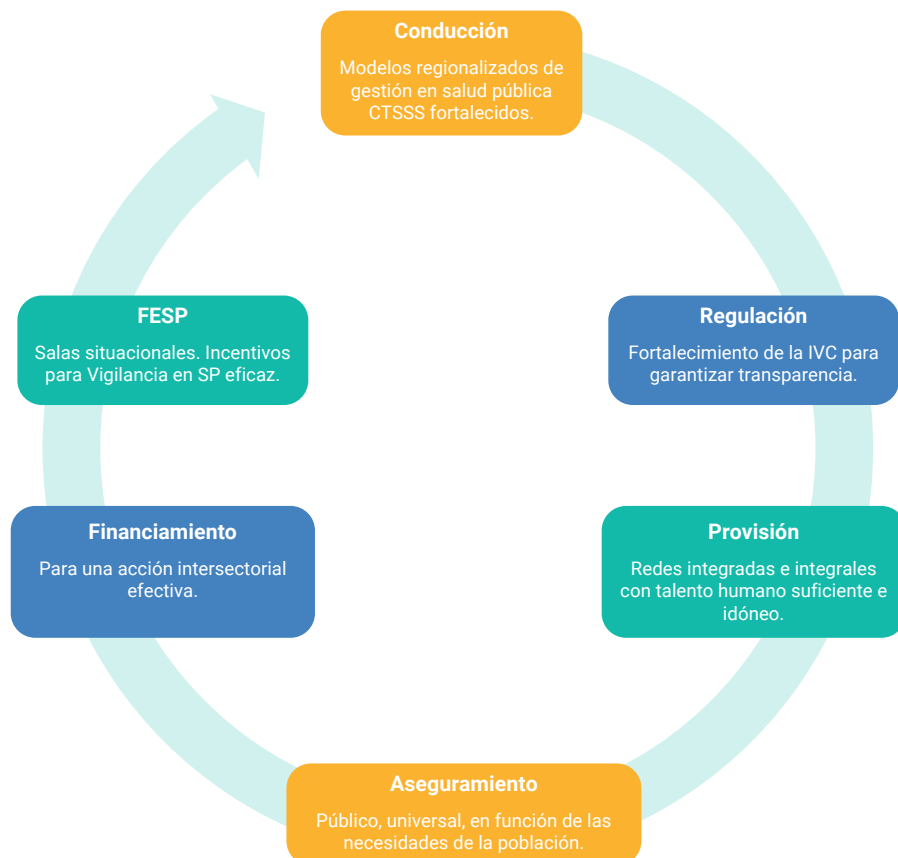 Conducción
Modelos regionalizados de
gestión en salud pública
CTSSS fortalecidos.
Regulación
Fortalecimiento de la IVC para
garantizar transparencia.
Provisión
Redes integradas e integrales
con talento humano suficiente e
idóneo.
Aseguramiento
Público, universal, en función de las
necesidades de la población.
Financiamiento
Para una acción intersectorial
efectiva.
FESP
Salas situacionales. Incentivos
para Vigilancia en SP eficaz.